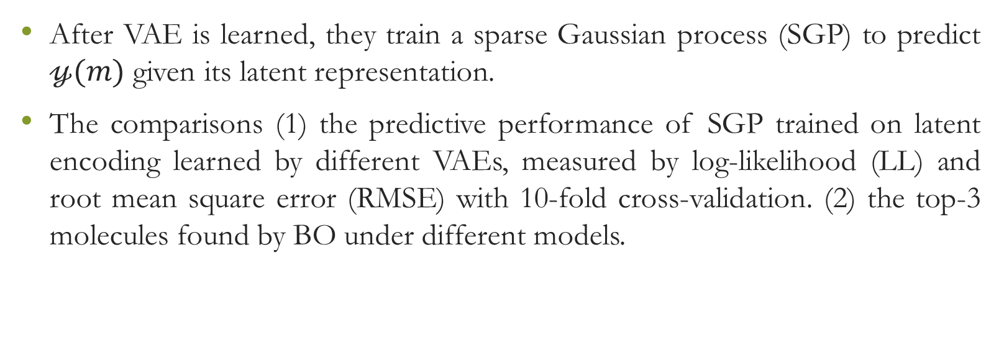 • After VAE is learned, they train a sparse Gaussian process (SGP) to predict
𝓎(m) given its latent representation.
• The comparisons (1) the predictive performance of SGP trained on latent
encoding learned by different VAEs, measured by log-likelihood (LL) and
root mean square error (RMSE) with 10-fold cross-validation. (2) the top-3
molecules found by BO under different models.